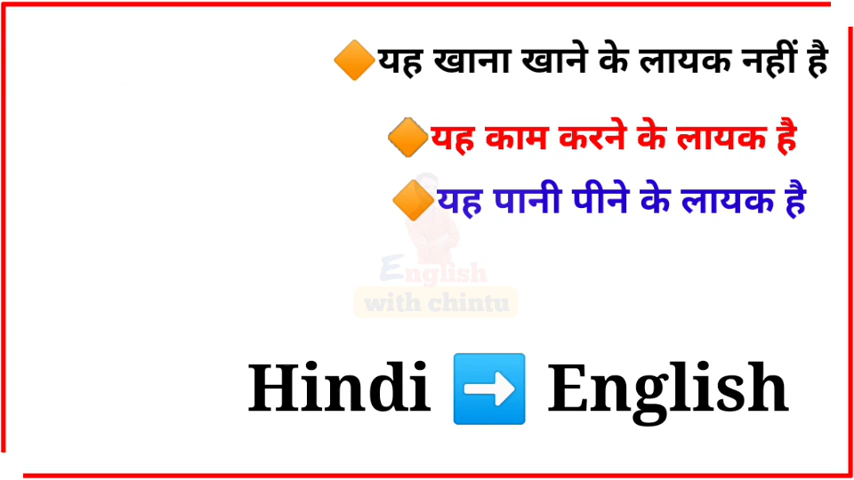 यह खाना खाने के लायक नहीं है
यह काम करने के लायक है
यह पानी पीने के लायक है
English
with chintu
Hindi ➡ English